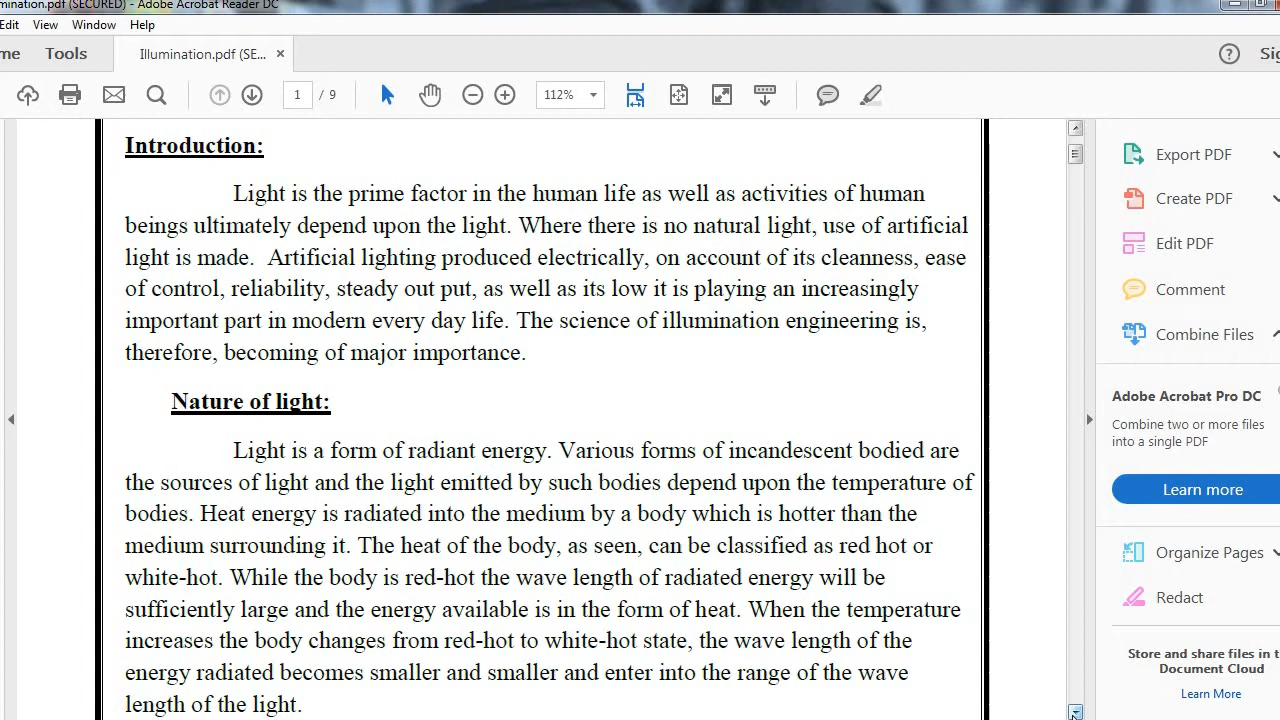 mination.pdf (SECURED) - Adobe Acrobat Reader DC
Edit View Window Help
me Tools Illumination.pdf (SE... × ? Sig
1 / 9 112%
Introduction:
Light is the prime factor in the human life as well as activities of human
beings ultimately depend upon the light. Where there is no natural light, use of artificial
light is made. Artificial lighting produced electrically, on account of its cleanness, ease
of control, reliability, steady out put, as well as its low it is playing an increasingly
important part in modern every day life. The science of illumination engineering is,
therefore, becoming of major importance.
Nature of light:
Light is a form of radiant energy. Various forms of incandescent bodied are
the sources of light and the light emitted by such bodies depend upon the temperature of
bodies. Heat energy is radiated into the medium by a body which is hotter than the
medium surrounding it. The heat of the body, as seen, can be classified as red hot or
white-hot. While the body is red-hot the wave length of radiated energy will be
sufficiently large and the energy available is in the form of heat. When the temperature
increases the body changes from red-hot to white-hot state, the wave length of the
energy radiated becomes smaller and smaller and enter into the range of the wave
length of the light.
Export PDF
Create PDF
Edit PDF
Comment
Combine Files
Adobe Acrobat Pro DC
Combine two or more files
into a single PDF
Learn more
Organize Pages
Redact
Store and share files in t
Document Cloud
Learn More